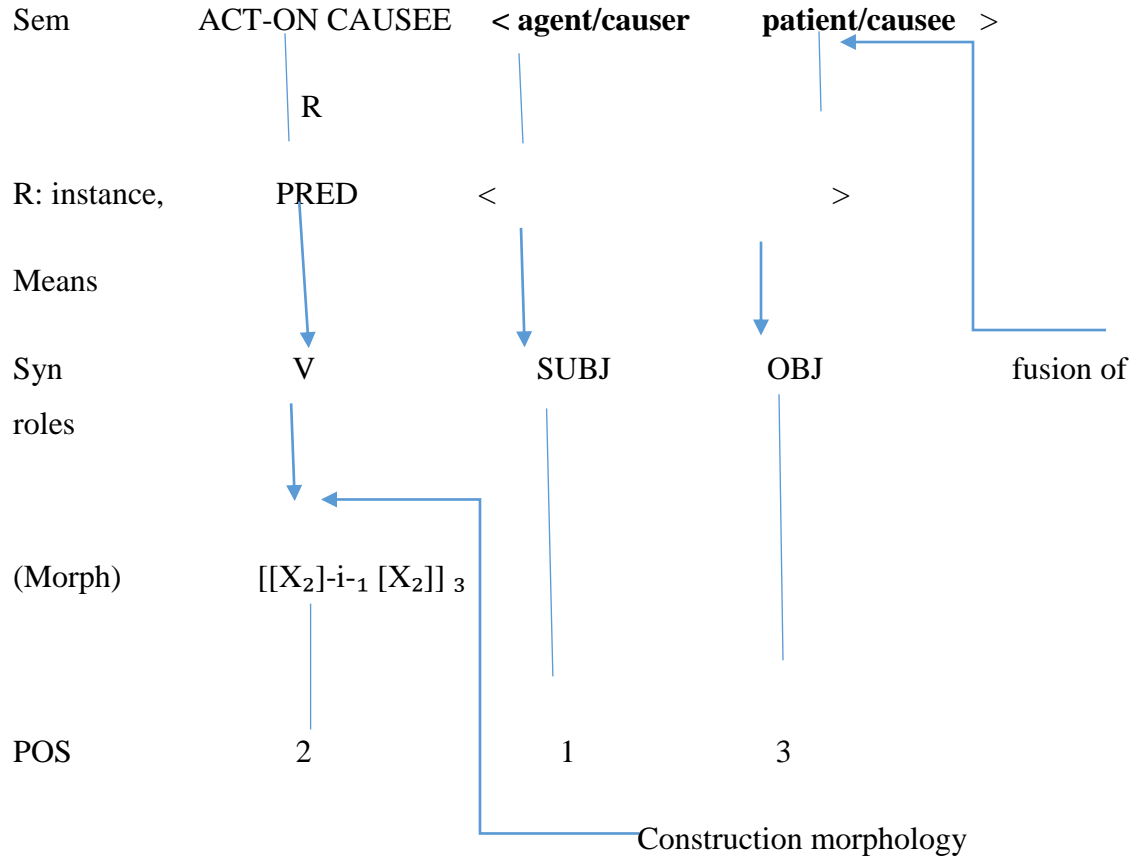 Sem ACT-ON CAUSEE < agent/causer patient/causee >
R
R: instance, PRED < >
Means
Syn V SUBJ OBJ fusion of
roles
(Morph) [[X₂]-i-₁ [X₂]] ₃
POS 2 1 3
Construction morphology